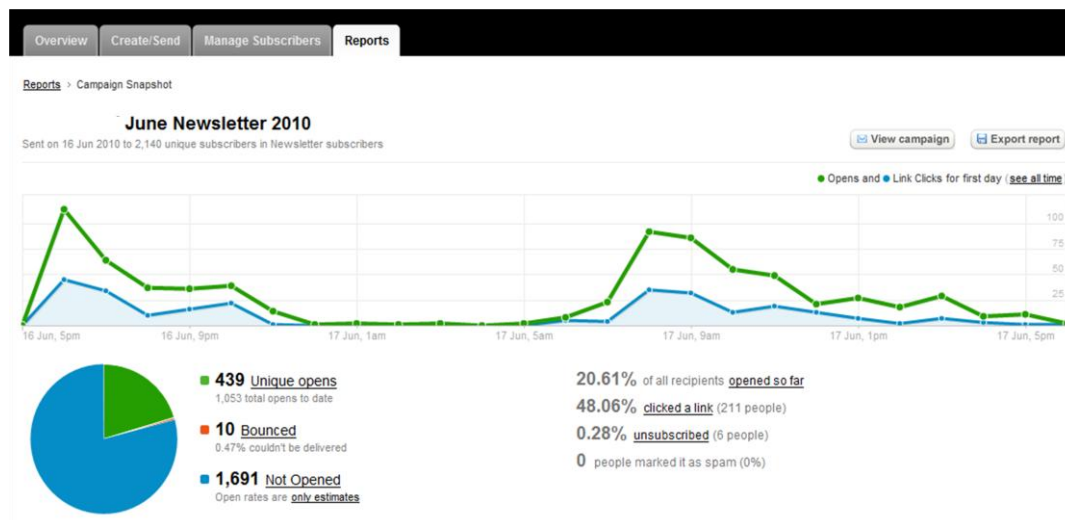 Overview Create/Send Manage Subscribers Reports
Reports > Campaign Snapshot
June Newsletter 2010
Sent on 16 Jun 2010 to 2,140 unique subscribers in Newsletter subscribers
View campaign Export report
Opens and Link Clicks for first day (see all time)
100
75
50
25
16 Jun, 5pm 16 Jun, 9pm 17 Jun, 1am 17 Jun, 5am 17 Jun, 9am 17 Jun, 1pm 17 Jun, 5pm
439 Unique opens
1,053 total opens to date
10 Bounced
0.47% couldn't be delivered
1,691 Not Opened
Open rates are only estimates
20.61% of all recipients opened so far
48.06% clicked a link (211 people)
0.28% unsubscribed (6 people)
0 people marked it as spam (0%)